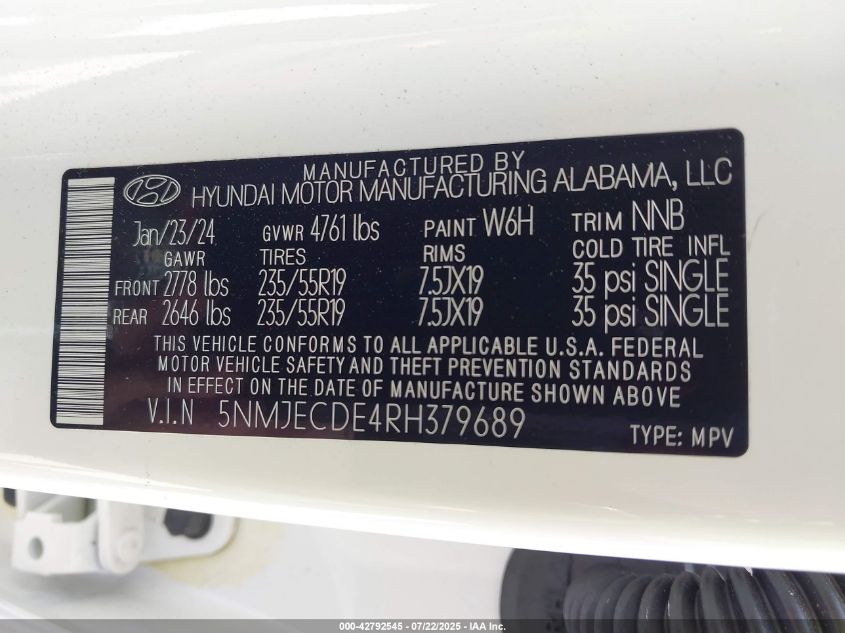 MANUFACTURED BY
HYUNDAI MOTOR MANUFACTURING ALABAMA, LLC
Jan/23/24 GVWR 4761 lbs PAINT W6H TRIM NNB
GAWR TIRES RIMS COLD TIRE INFL
FRONT 2778 lbs 235/55R19 7.5JX19 35 psi SINGLE
REAR 2646 lbs 235/55R19 7.5JX19 35 psi SINGLE
THIS VEHICLE CONFORMS TO ALL APPLICABLE U.S.A. FEDERAL
MOTOR VEHICLE SAFETY AND THEFT PREVENTION STANDARDS
IN EFFECT ON THE DATE OF MANUFACTURE SHOWN ABOVE
V.I.N 5NMJECDE4RH379689
TYPE: MPV
000-42792545 - 07/22/2025 - IAA Inc.